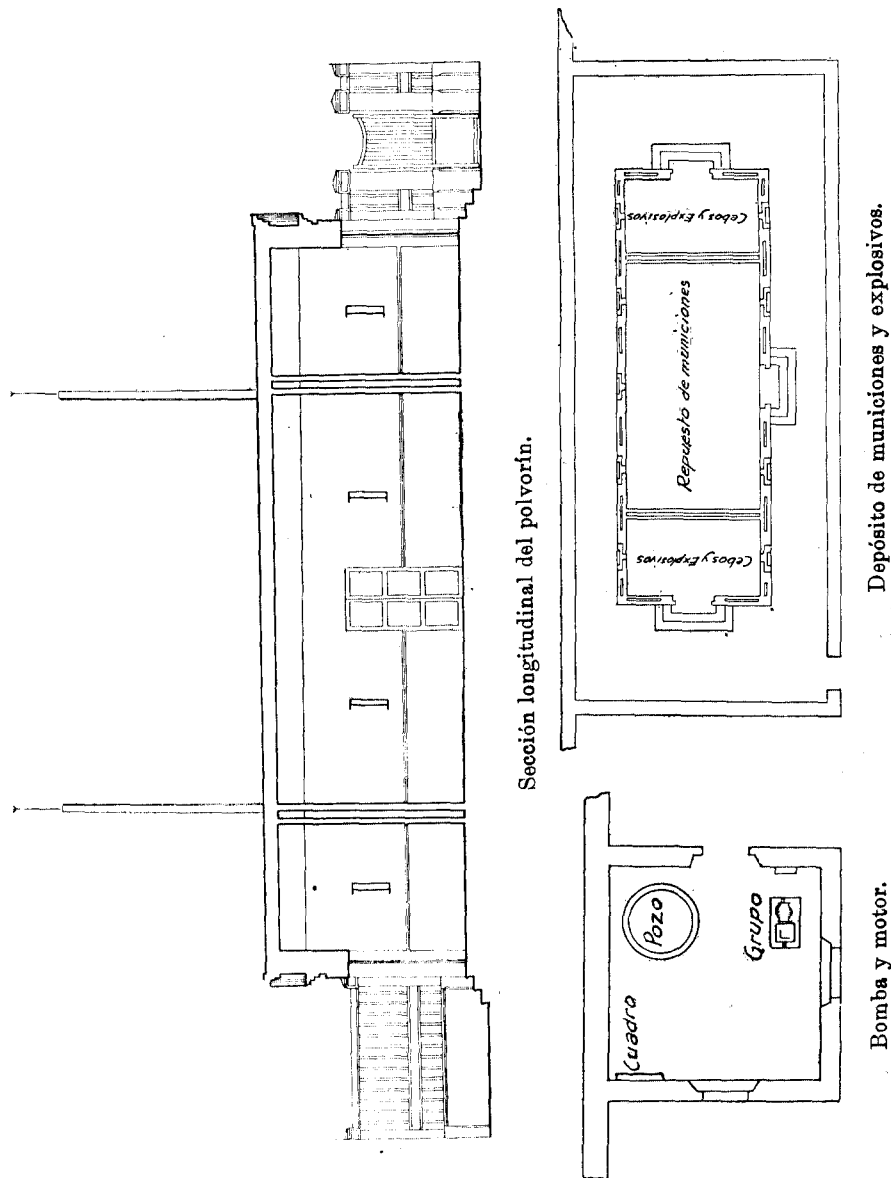 Sección longitudinal del polvorín.
Cuadro
Pozo
Grupo
Bomba y motor.
Cebos y Explosivos
Repuesto de municiones
Cebos y Explosivos
Depósito de municiones y explosivos.